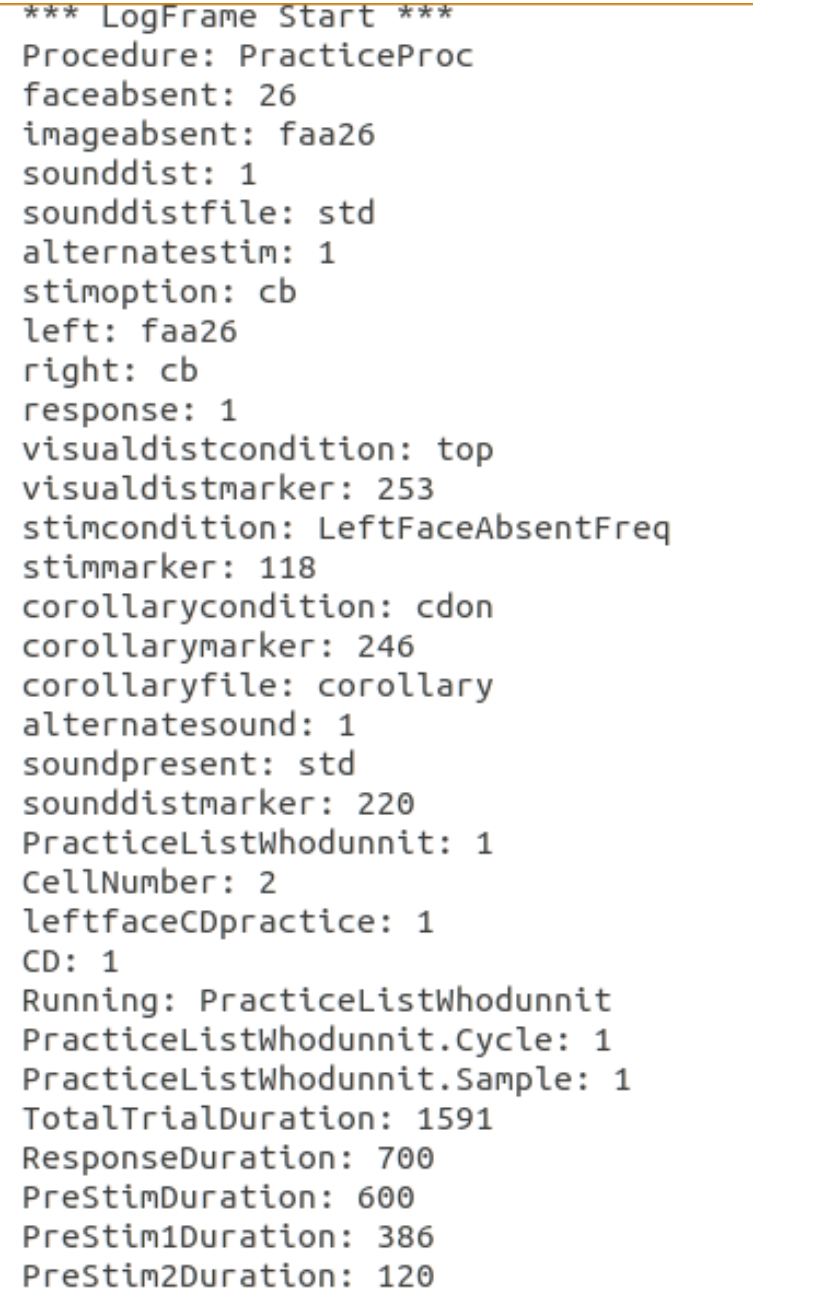 *** LogFrame Start ***
Procedure: PracticeProc
faceabsent: 26
imageabsent: faa26
sounddist: 1
sounddistfile: std
alternatestim: 1
stimoption: cb
left: faa26
right: cb
response: 1
visualdistcondition: top
visualdistmarker: 253
stimcondition: LeftFaceAbsentFreq
stimmarker: 118
corollarycondition: cdon
corollarymarker: 246
corollaryfile: corollary
alternatesound: 1
soundpresent: std
sounddistmarker: 220
PracticeListWhodunnit: 1
CellNumber: 2
leftfaceCDpractice: 1
CD: 1
Running: PracticeListWhodunnit
PracticeListWhodunnit.Cycle: 1
PracticeListWhodunnit.Sample: 1
TotalTrialDuration: 1591
ResponseDuration: 700
PreStimDuration: 600
PreStim1Duration: 386
PreStim2Duration: 120